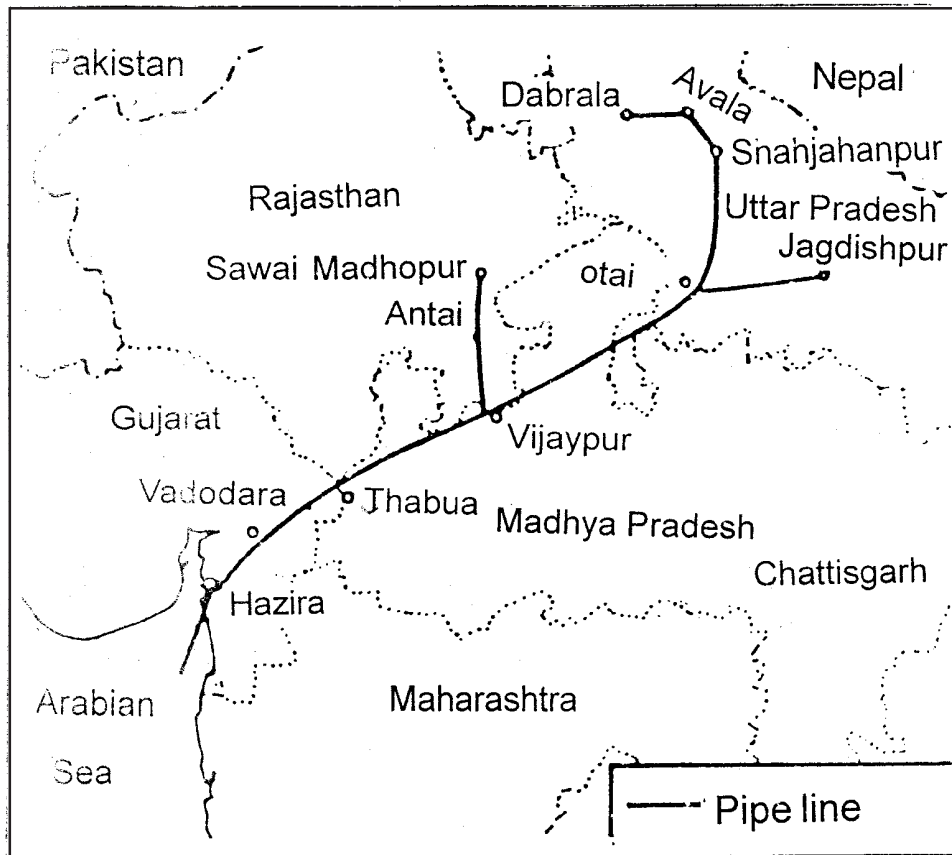 Pakistan
Nepal
Dabrala
Avala
Snahjahanpur
Rajasthan
Uttar Pradesh
Jagdishpur
Sawai Madhopur
otai
Antai
Gujarat
Vijaypur
Vadodara
Jhabua
Madhya Pradesh
Chattisgarh
Hazira
Arabian
Sea
Maharashtra
Pipe line